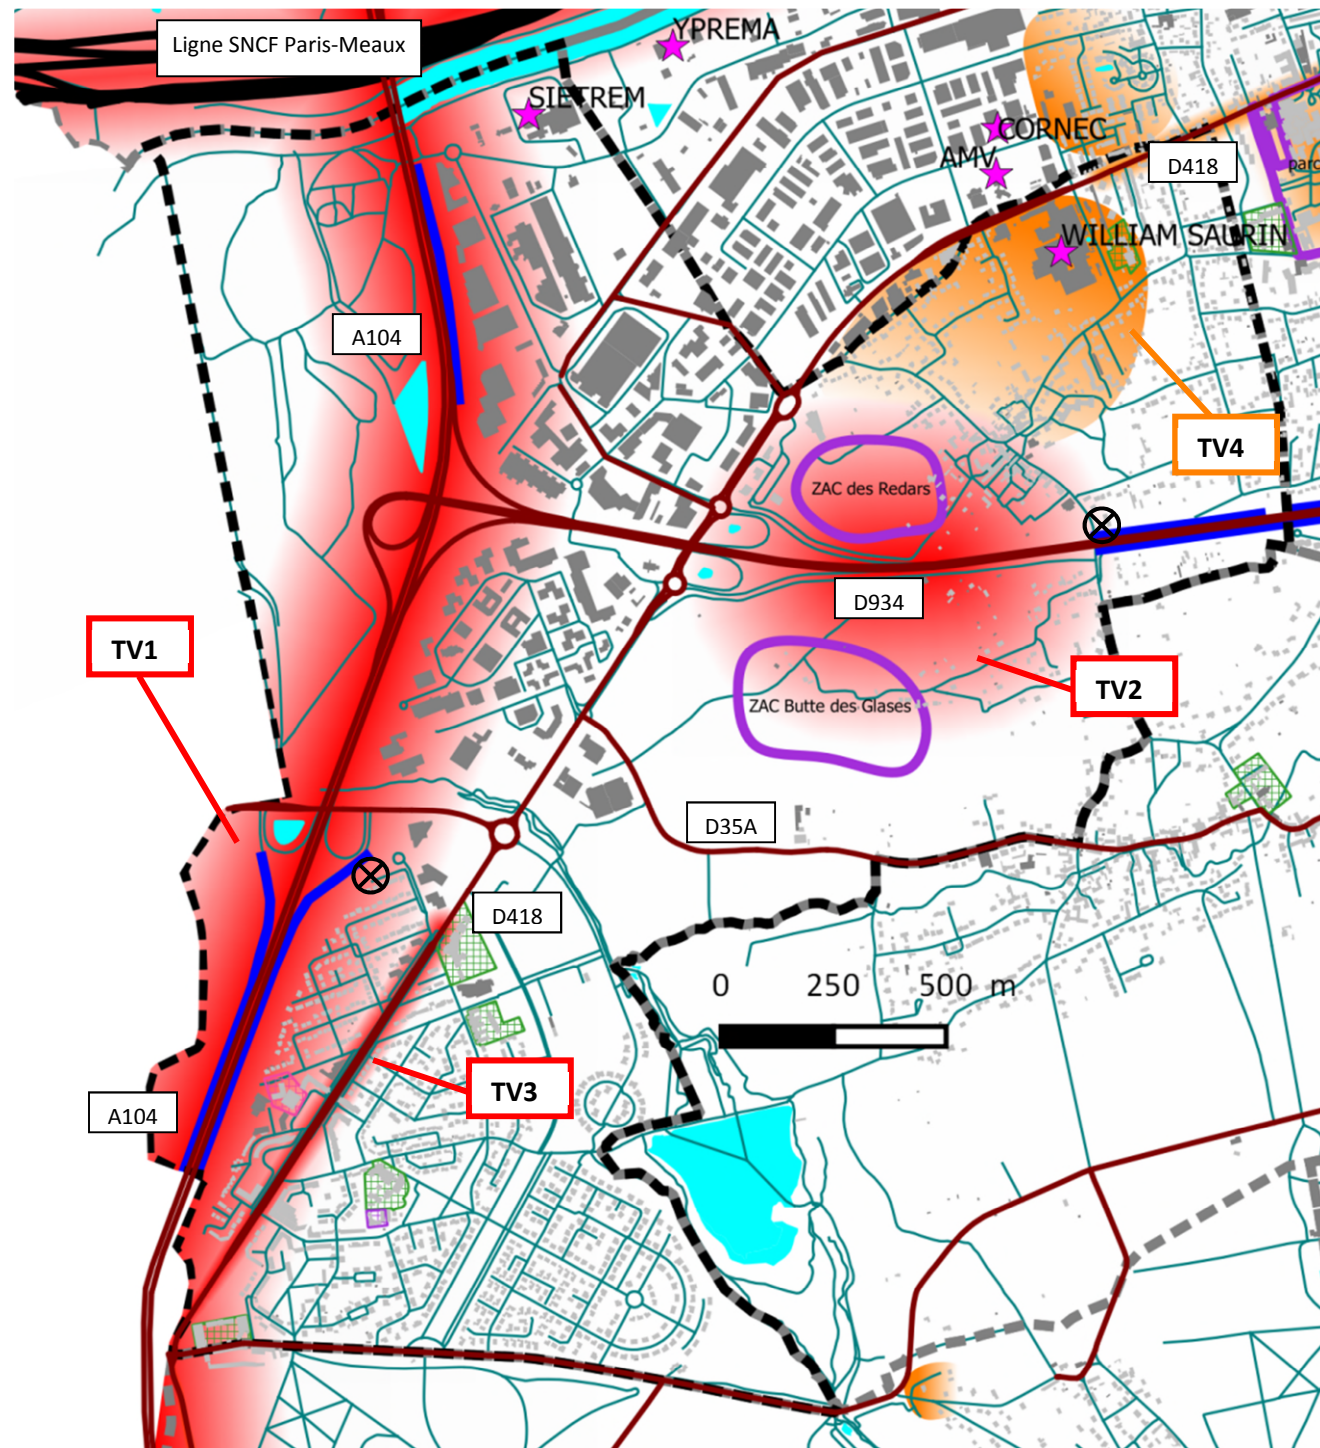 YPREMA
Ligne SNCF Paris-Meaux
SIETREM
CORNEC
AMV
D418
parc
WILLIAM SAURIN
A104
TV4
ZAC des Redars
D934
TV1
TV2
ZAC Butte des Glases
D35A
D418
0 250 500 m
TV3
A104